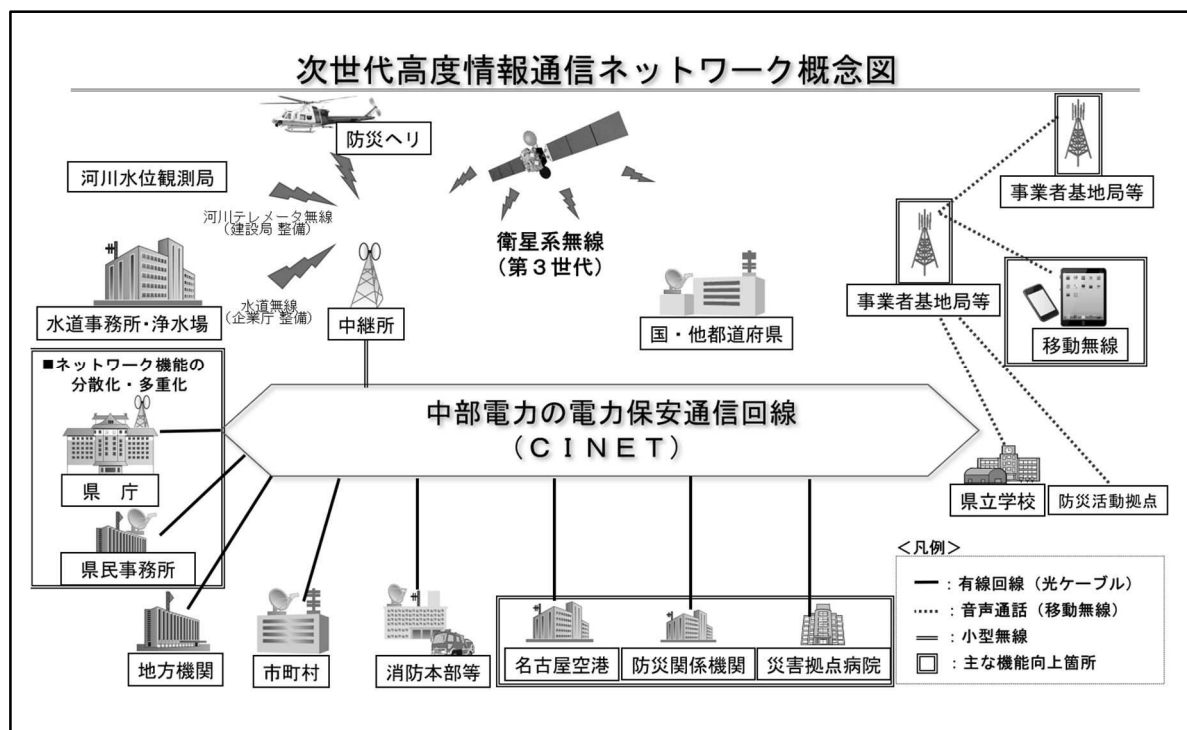 次世代高度情報通信ネットワーク概念図
防災ヘリ
河川水位観測局
河川テレメータ無線
(建設局 整備)
衛星系無線
(第３世代)
事業者基地局等
事業者基地局等
移動無線
水道事務所・浄水場
水道無線
(企業庁 整備)
中継所
国・他都道府県
■ネットワーク機能の
分散化・多重化
県 庁
県民事務所
中部電力の電力保安通信回線
(ＣＩＮＥＴ)
県立学校
防災活動拠点
地方機関
市町村
消防本部等
名古屋空港
防災関係機関
災害拠点病院
＜凡例＞
：有線回線（光ケーブル）
：音声通話（移動無線）
：小型無線
：主な機能向上箇所